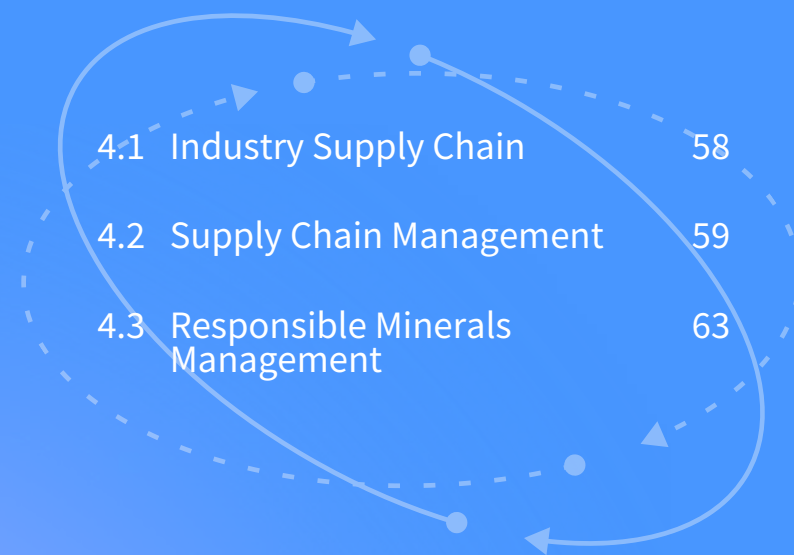 4.1 Industry Supply Chain 58
4.2 Supply Chain Management 59
4.3 Responsible Minerals 63
Management